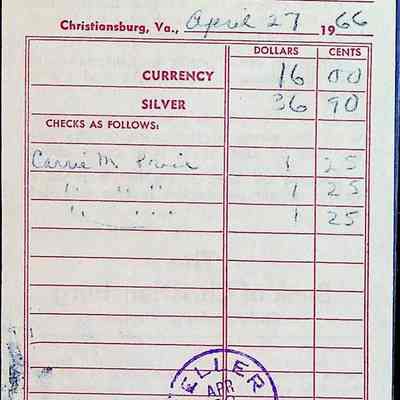 Christiansburg, Va., April 27 1966
DOLLARS CENTS
CURRENCY 16 00
SILVER 36 90
CHECKS AS FOLLOWS:
Carrie M. 1 25
" " " 1 25
" " " 1 25
TELLER
APR